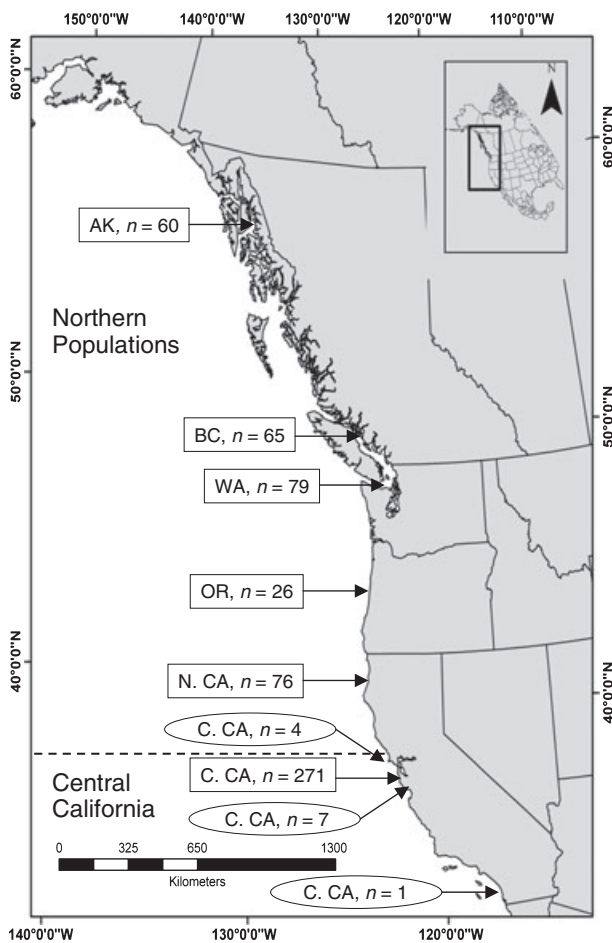 150°0'0"W 140°0'0"W 130°0'0"W 120°0'0"W 110°0'0"W
60°0'0"N
60°0'0"N
N
AK, n = 60
Northern
Populations
50°0'0"N
50°0'0"N
BC, n = 65
WA, n = 79
OR, n = 26
40°0'0"N
40°0'0"N
N. CA, n = 76
C. CA, n = 4
C. CA, n = 271
Central
California
C. CA, n = 7
0 325 650 1300
Kilometers
C. CA, n = 1
140°0'0"W 130°0'0"W 120°0'0"W